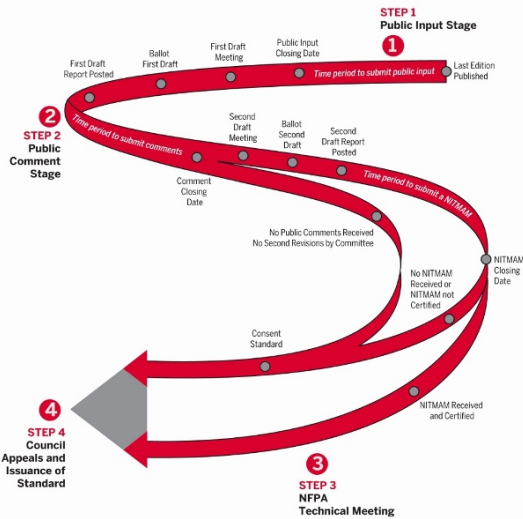 STEP 1
Public Input Stage
1
Last Edition
Published
Time period to submit public input
Public Input
Closing Date
First Draft
Meeting
Ballot
First Draft
First Draft
Report Posted
2
STEP 2
Public
Comment
Stage
Time period to submit comments
Comment
Closing
Date
Second
Draft
Meeting
Ballot
Second
Draft
Second
Draft Report
Posted
Time period to submit a NITMAM
No Public Comments Received
No Second Revisions by Committee
NITMAM
Closing
Date
No NITMAM
Received or
NITMAM not
Certified
Consent
Standard
NITMAM Received
and Certified
3
STEP 3
NFPA
Technical Meeting
4
STEP 4
Council
Appeals and
Issuance of
Standard